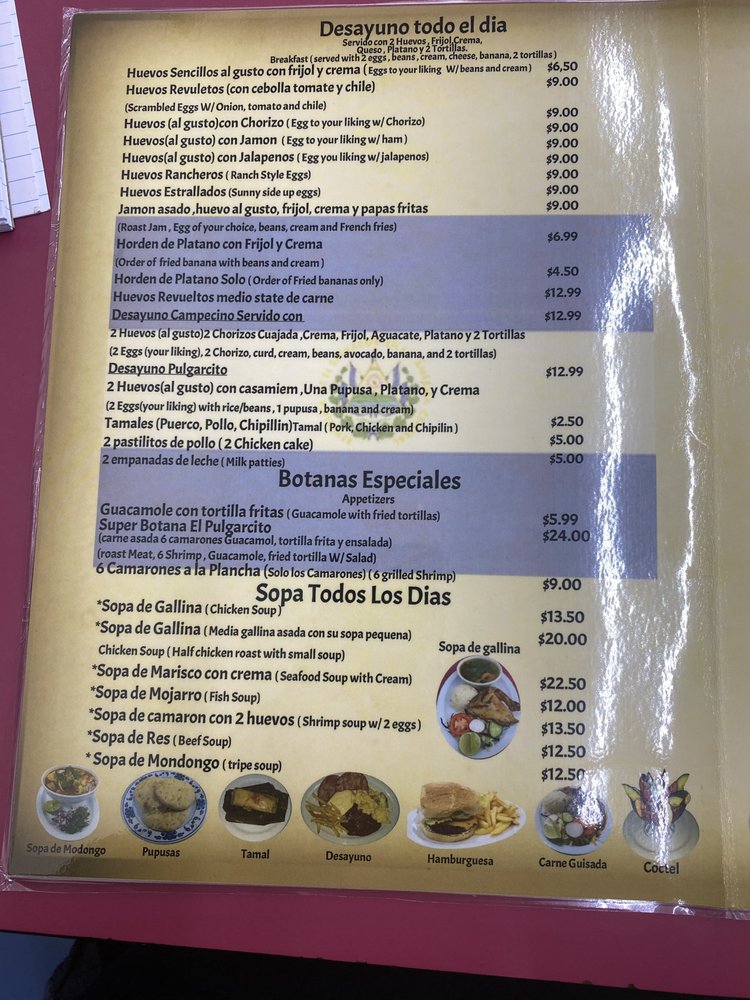 Desayuno todo el dia
Servido con 2 Huevos , Frijol,Crema,
Queso , Platano y 2 Tortillas.
Breakfast ( served with 2 eggs , beans , cream, cheese, banana, 2 tortillas )
Huevos Sencillos al gusto con frijol y crema ( Eggs to your liking W/beans and cream ) $6,50
Huevos Revuletos (con cebolla tomate y chile) $9.00
(Scrambled Eggs W/ Onion, tomato and chile)
Huevos (al gusto)con Chorizo ( Egg to your liking w/ Chorizo) $9.00
Huevos(al gusto) con Jamon ( Egg to your liking w/ ham ) $9.00
Huevos(al gusto) con Jalapenos ( Egg you liking w/ jalapenos) $9.00
Huevos Rancheros ( Ranch Style Eggs) $9.00
Huevos Estrallados (Sunny side up eggs) $9.00
Jamon asado ,huevo al gusto, frijol, crema y papas fritas $9.00
(Roast Jam , Egg of your choice, beans, cream and French fries)
Horden de Platano con Frijol y Crema $6.99
(Order of fried banana with beans and cream )
Horden de Platano Solo ( Order of Fried bananas only) $4.50
Huevos Revueltos medio state de carne $12.99
Desayuno Campecino Servido con $12.99
2 Huevos (al gusto)2 Chorizos Cuajada ,Crema, Frijol, Aguacate, Platano y 2 Tortillas
(2 Eggs (your liking), 2 Chorizo, curd, cream, beans, avocado, banana, and 2 tortillas)
Desayuno Pulgarcito $12.99
2 Huevos(al gusto) con casamiem ,Una Pupusa , Platano, y Crema
(2 Eggs(your liking) with rice/beans , 1 pupusa , banana and cream)
Tamales (Puerco, Pollo, Chipillin)Tamal ( Pork, Chicken and Chipilin ) $2.50
2 pastilitos de pollo ( 2 Chicken cake) $5.00
2 empanadas de leche ( Milk patties) $5.00
Botanas Especiales
Appetizers
Guacamole con tortilla fritas ( Guacamole with fried tortillas) $5.99
Super Botana El Pulgarcito $24.00
(carne asada 6 camarones Guacamol, tortilla frita y ensalada)
(roast Meat, 6 Shrimp , Guacamole, fried tortilla W/ Salad)
6 Camarones a la Plancha (Solo los Camarones) ( 6 grilled Shrimp) $9.00
Sopa Todos Los Dias
*Sopa de Gallina ( Chicken Soup ) $13.50
*Sopa de Gallina ( Media gallina asada con su sopa pequena) $20.00
Chicken Soup ( Half chicken roast with small soup)
Sopa de gallina
*Sopa de Marisco con crema ( Seafood Soup with Cream) $22.50
*Sopa de Mojarro ( Fish Soup) $12.00
*Sopa de camaron con 2 huevos ( Shrimp soup w/ 2 eggs ) $13.50
*Sopa de Res ( Beef Soup) $12.50
* Sopa de Mondongo ( tripe soup) $12.50
Sopa de Modongo Pupusas Tamal Desayuno Hamburguesa Carne Guisada Coctel